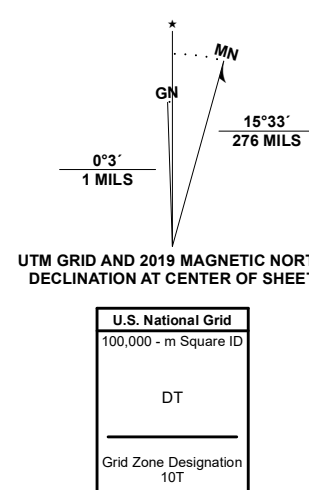 ★
MN
GN
15°33´
276 MILS
0°3´
1 MILS
UTM GRID AND 2019 MAGNETIC NORT
DECLINATION AT CENTER OF SHEET
U.S. National Grid
100,000 - m Square ID
DT
Grid Zone Designation
10T